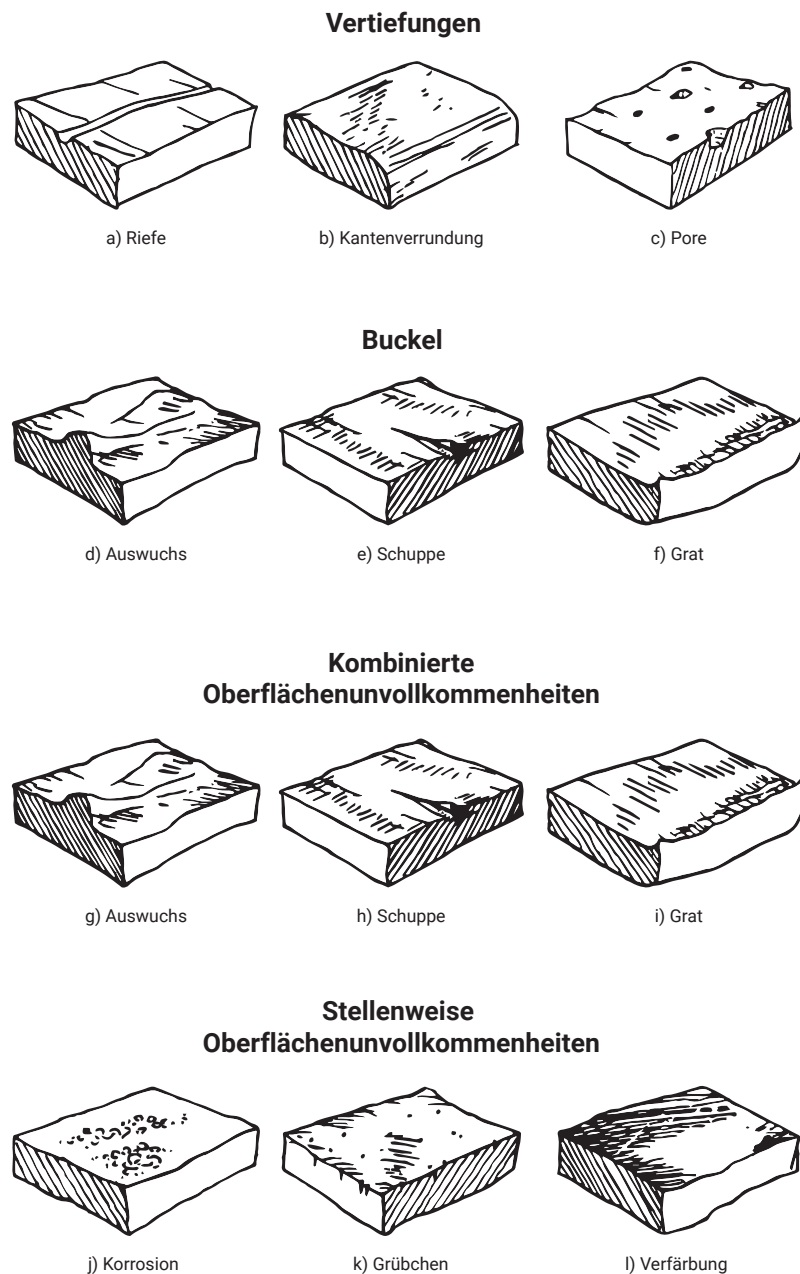 Vertiefungen
a) Riefe
b) Kantenverrundung
c) Pore
Buckel
d) Auswuchs
e) Schuppe
f) Grat
Kombinierte
Oberflächenunvollkommenheiten
g) Auswuchs
h) Schuppe
i) Grat
Stellenweise
Oberflächenunvollkommenheiten
j) Korrosion
k) Grübchen
l) Verfärbung